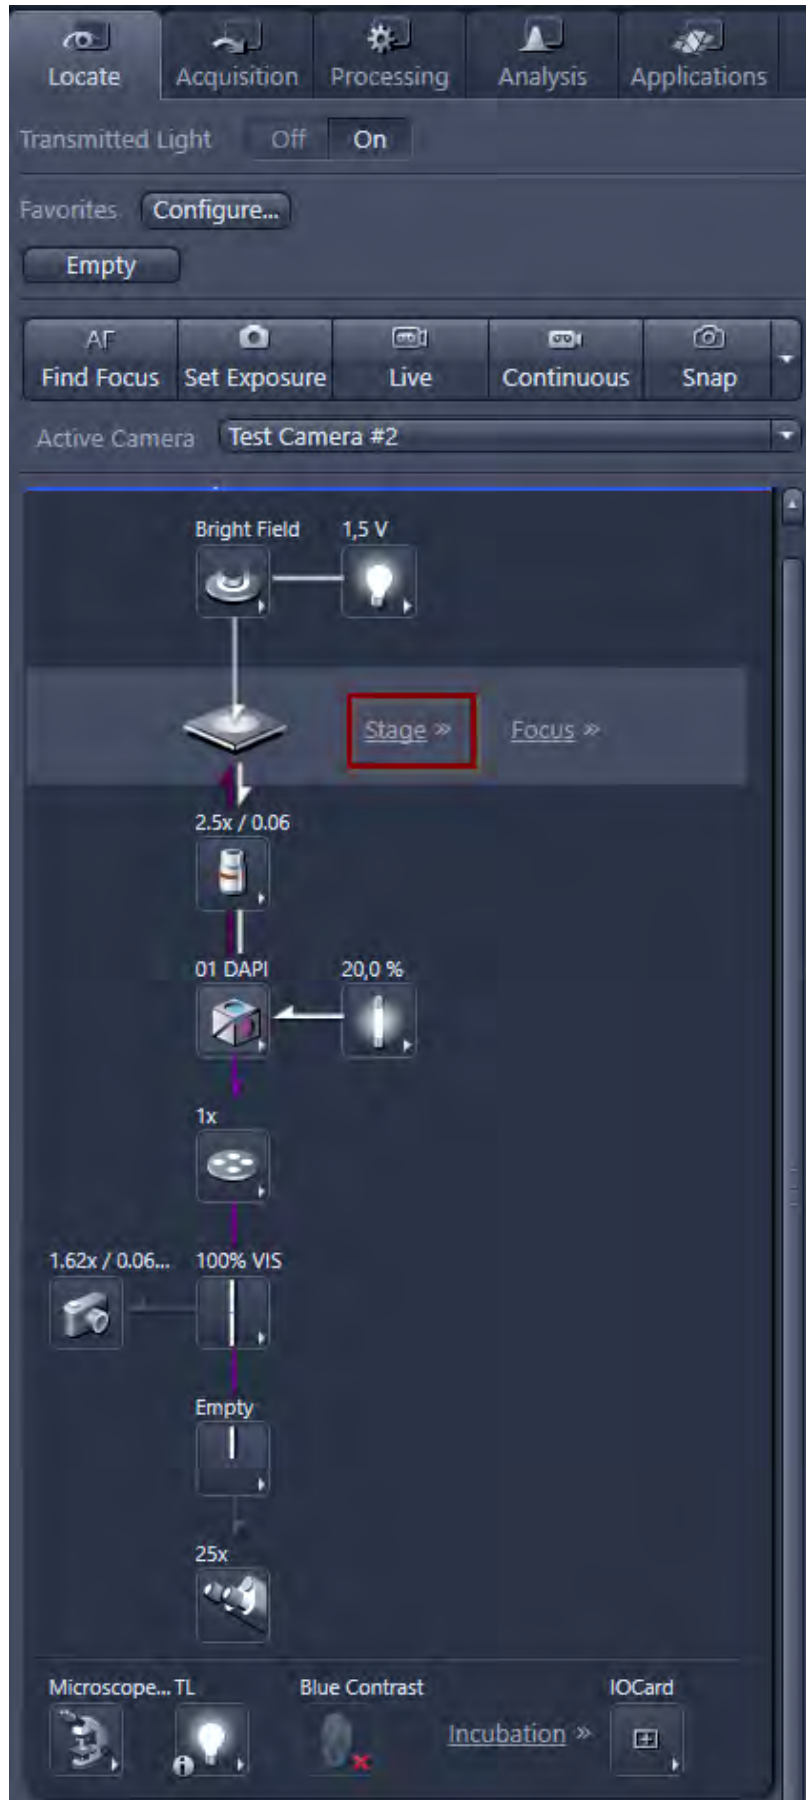 Locate Acquisition Processing Analysis Applications
Transmitted Light Off On
Favorites Configure...
Empty
AF
Find Focus Set Exposure Live Continuous Snap
Active Camera Test Camera #2
Bright Field 1,5 V
Stage » Focus »
2.5x / 0.06
01 DAPI 20,0 %
1x
1.62x / 0.06... 100% VIS
Empty
25x
Microscope... TL Blue Contrast IOCard
Incubation »